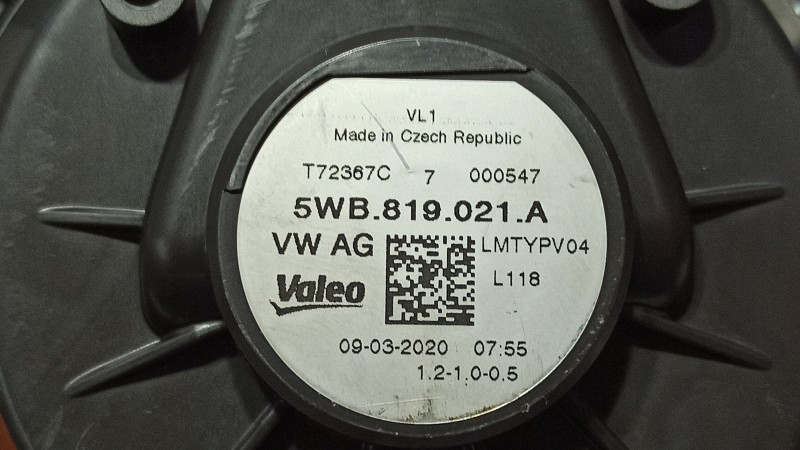 VL1
Made in Czech Republic
T72367C 7 000547
5WB.819.021.A
VW AG LMTYPV04
Valeo L118
09-03-2020 07:55
1.2-1.0-0.5